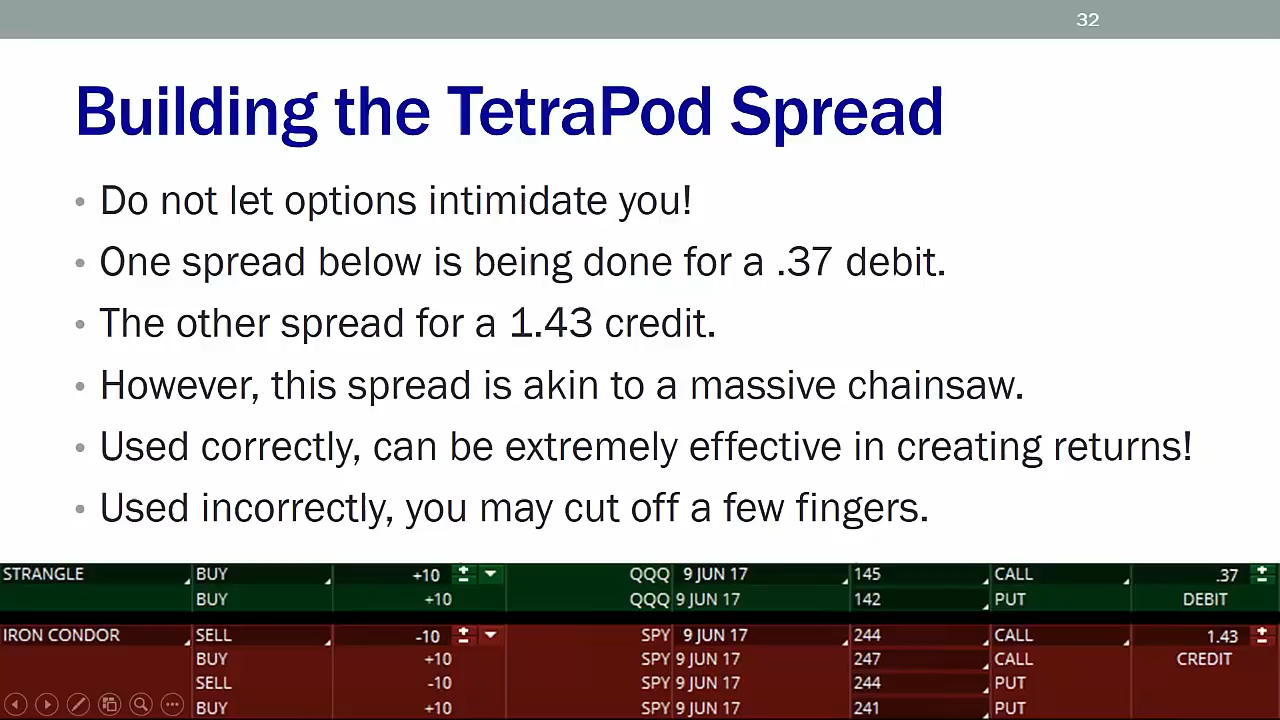 32
Building the TetraPod Spread
• Do not let options intimidate you!
• One spread below is being done for a .37 debit.
• The other spread for a 1.43 credit.
• However, this spread is akin to a massive chainsaw.
• Used correctly, can be extremely effective in creating returns!
• Used incorrectly, you may cut off a few fingers.
STRANGLE BUY +10 QQQ 9 JUN 17 145 CALL .37
BUY +10 QQQ 9 JUN 17 142 PUT DEBIT
IRON CONDOR SELL -10 SPY 9 JUN 17 244 CALL 1.43
BUY +10 SPY 9 JUN 17 247 CALL CREDIT
SELL -10 SPY 9 JUN 17 244 PUT
BUY +10 SPY 9 JUN 17 241 PUT